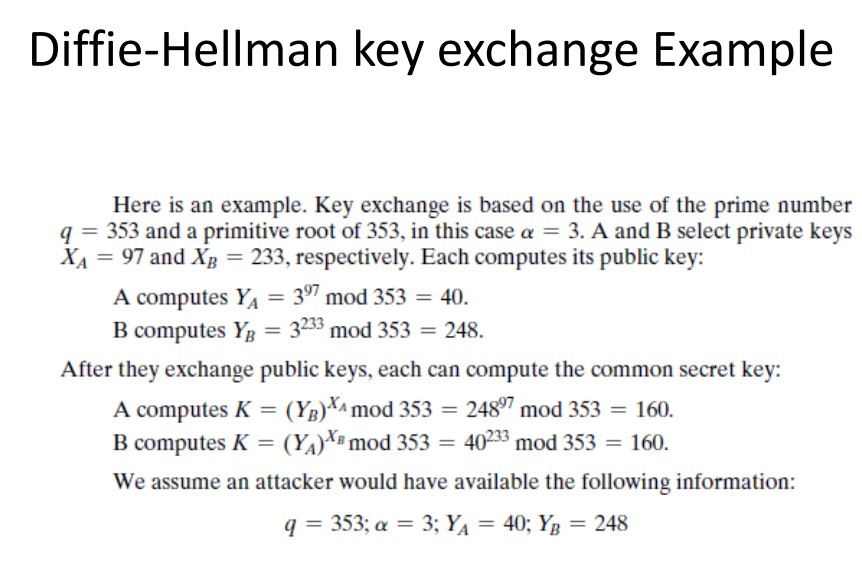 Diffie-Hellman key exchange Example
Here is an example. Key exchange is based on the use of the prime number
q = 353 and a primitive root of 353, in this case α = 3. A and B select private keys
X_A = 97 and X_B = 233, respectively. Each computes its public key:
A computes Y_A = 3^97 mod 353 = 40.
B computes Y_B = 3^233 mod 353 = 248.
After they exchange public keys, each can compute the common secret key:
A computes K = (Y_B)^X_A mod 353 = 248^97 mod 353 = 160.
B computes K = (Y_A)^X_B mod 353 = 40^233 mod 353 = 160.
We assume an attacker would have available the following information:
q = 353; α = 3; Y_A = 40; Y_B = 248